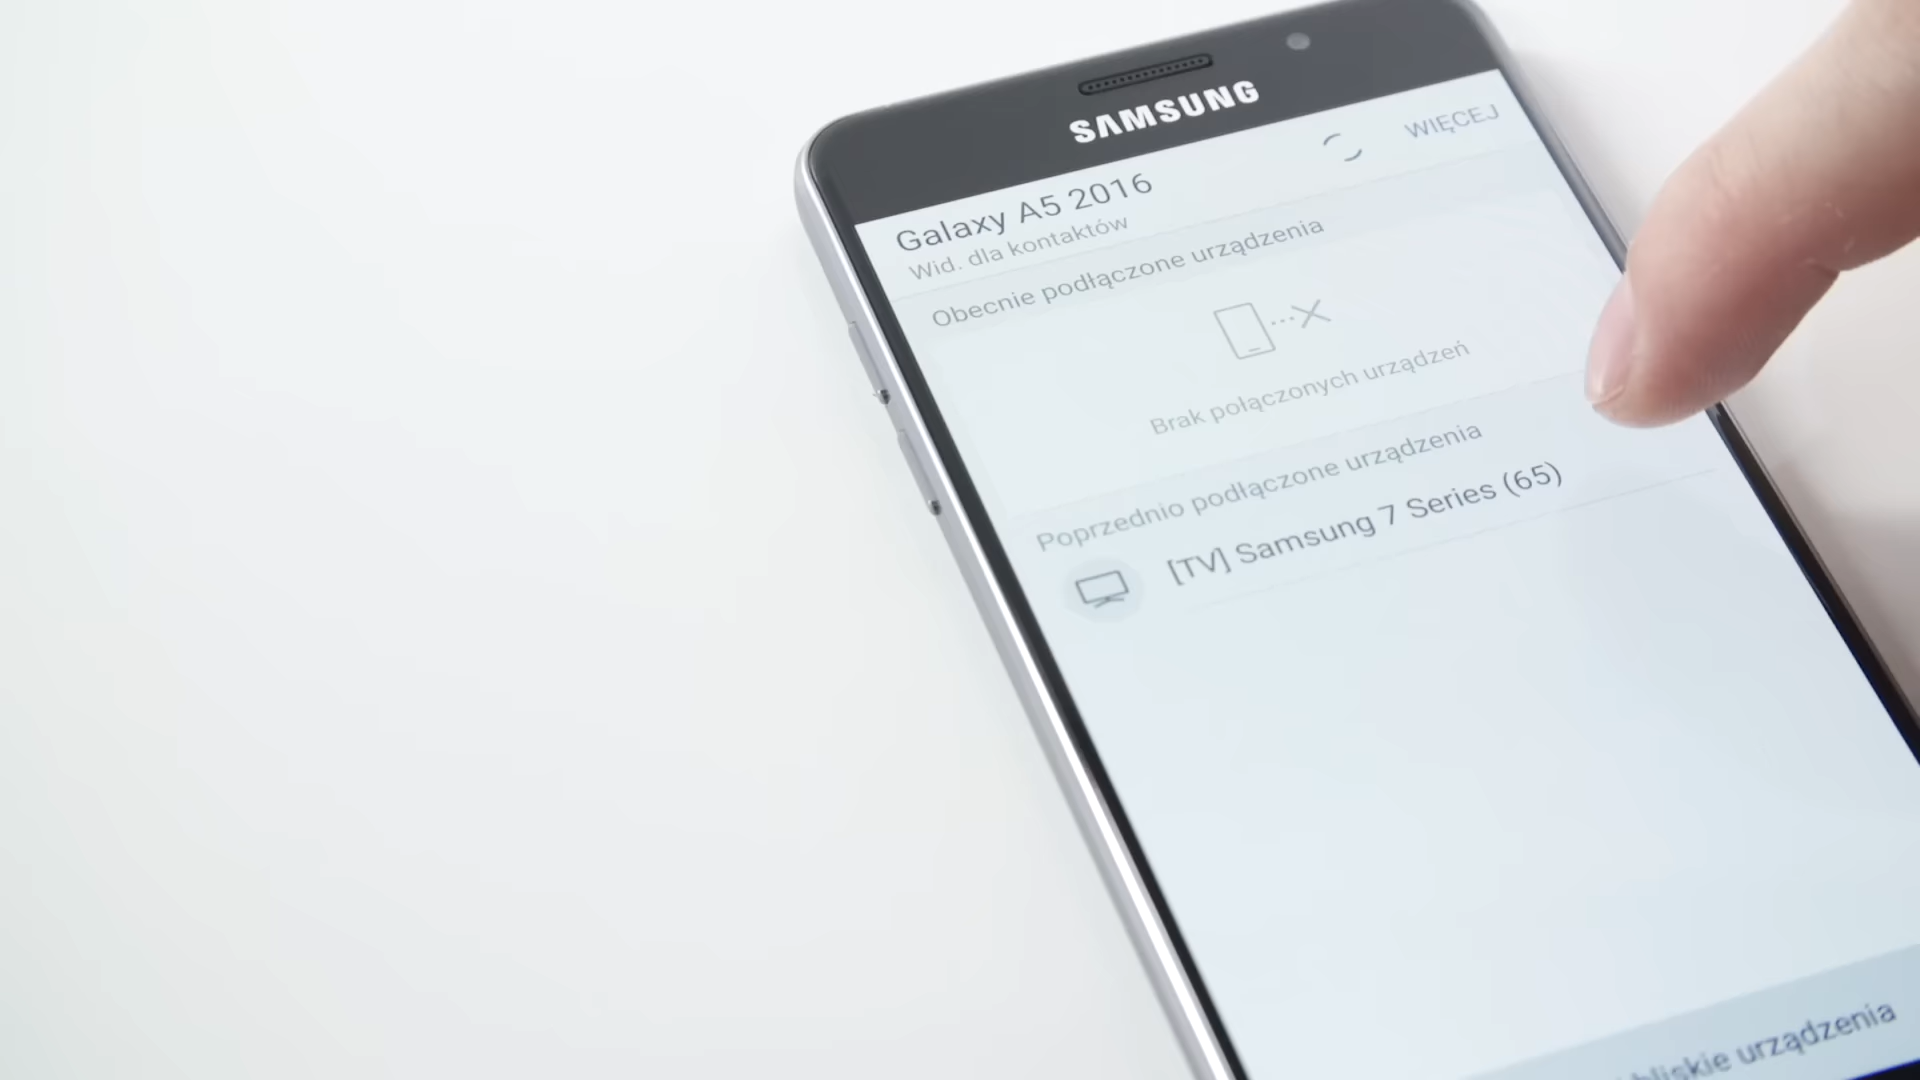 SAMSUNG
WIĘCEJ
Galaxy A5 2016
Wid. dla kontaktów
Obecnie podłączone urządzenia
Brak połączonych urządzeń
Poprzednio podłączone urządzenia
[TV] Samsung 7 Series (65)
bliskie urządzenia